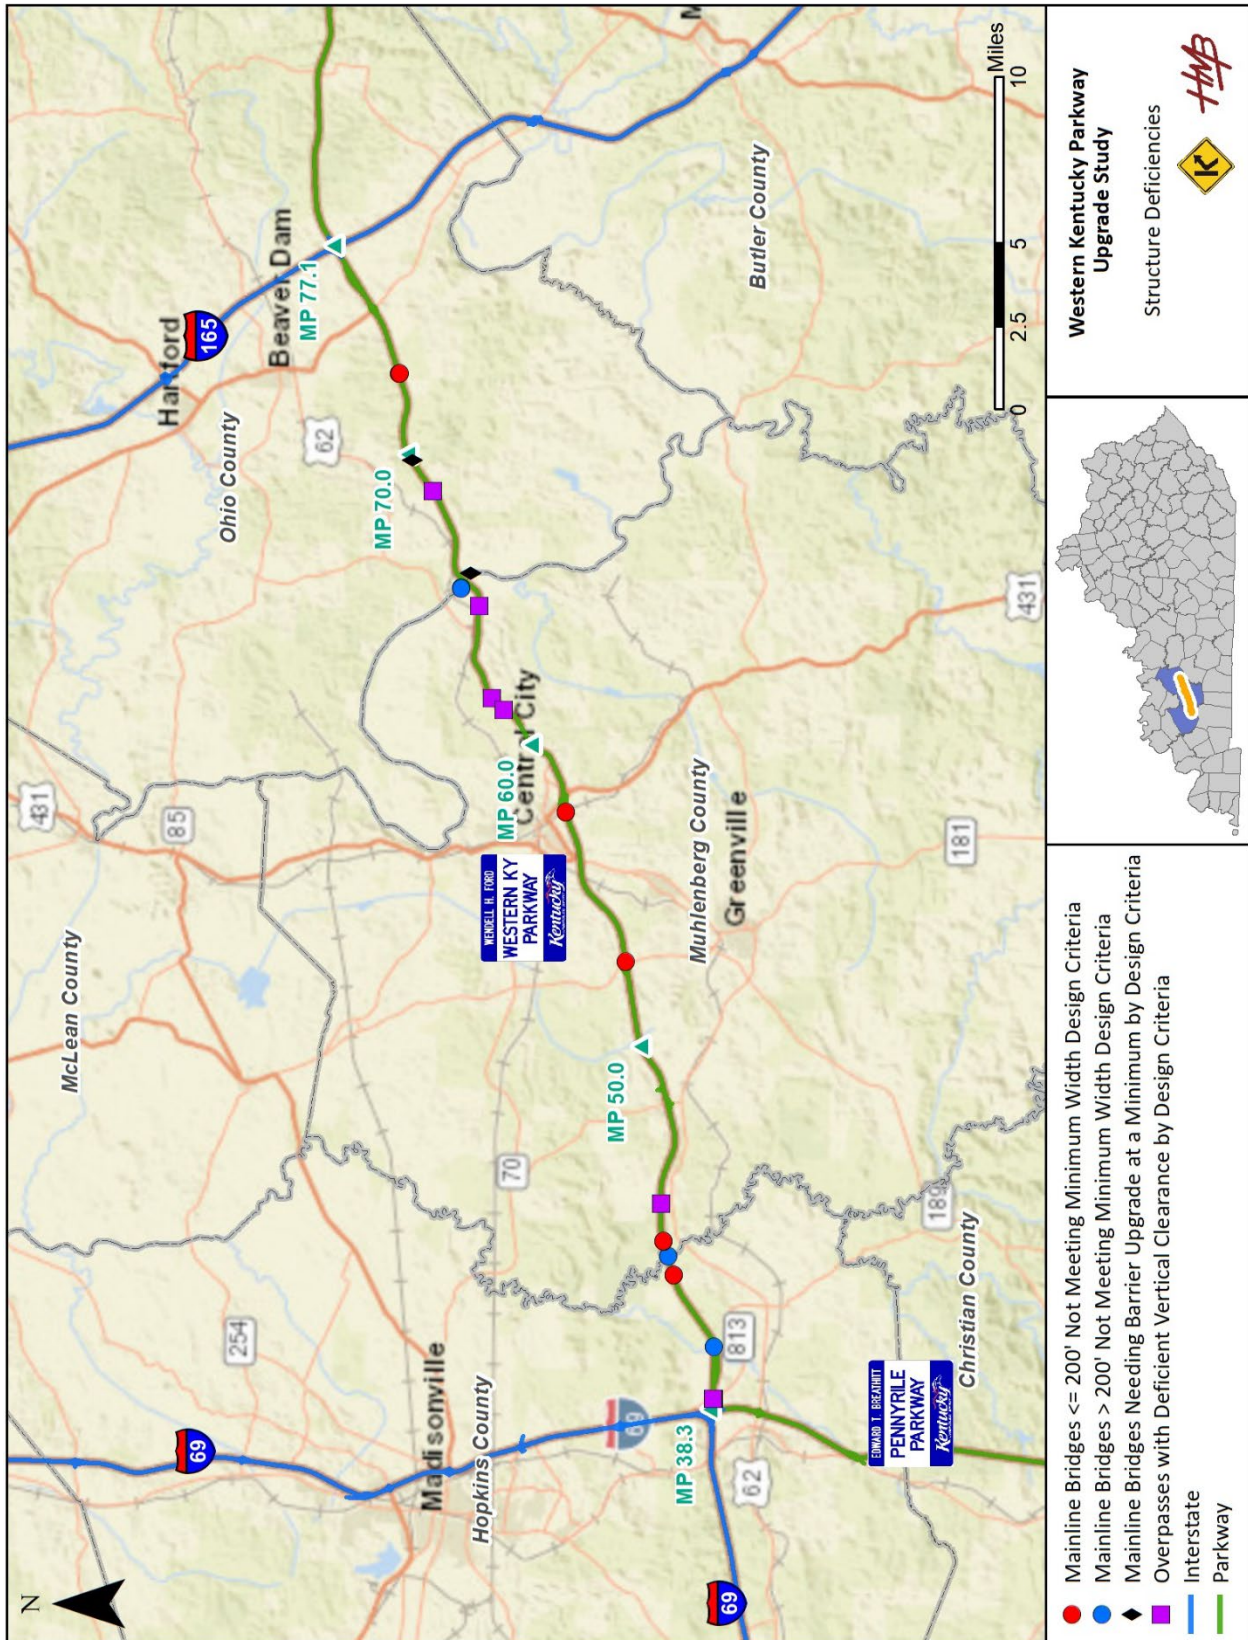 N
Miles
0
2.5
5
10
McLean County
Ohio County
Butler County
Muhlenberg County
Hopkins County
Christian County
Madisonville
Greenville
Central City
Beaver Dam
Hartford
M
431
85
254
70
62
165
69
69
69
62
813
189
181
431
MP 38.3
MP 50.0
MP 60.0
MP 70.0
MP 77.1
WENDELL H. FORD
WESTERN KY
PARKWAY
Kentucky
EDWARD T. BREATHITT
PENNYRILE
PARKWAY
Kentucky
Mainline Bridges <= 200' Not Meeting Minimum Width Design Criteria
Mainline Bridges > 200' Not Meeting Minimum Width Design Criteria
Mainline Bridges Needing Barrier Upgrade at a Minimum by Design Criteria
Overpasses with Deficient Vertical Clearance by Design Criteria
Interstate
Parkway
Western Kentucky Parkway
Upgrade Study
Structure Deficiencies
K